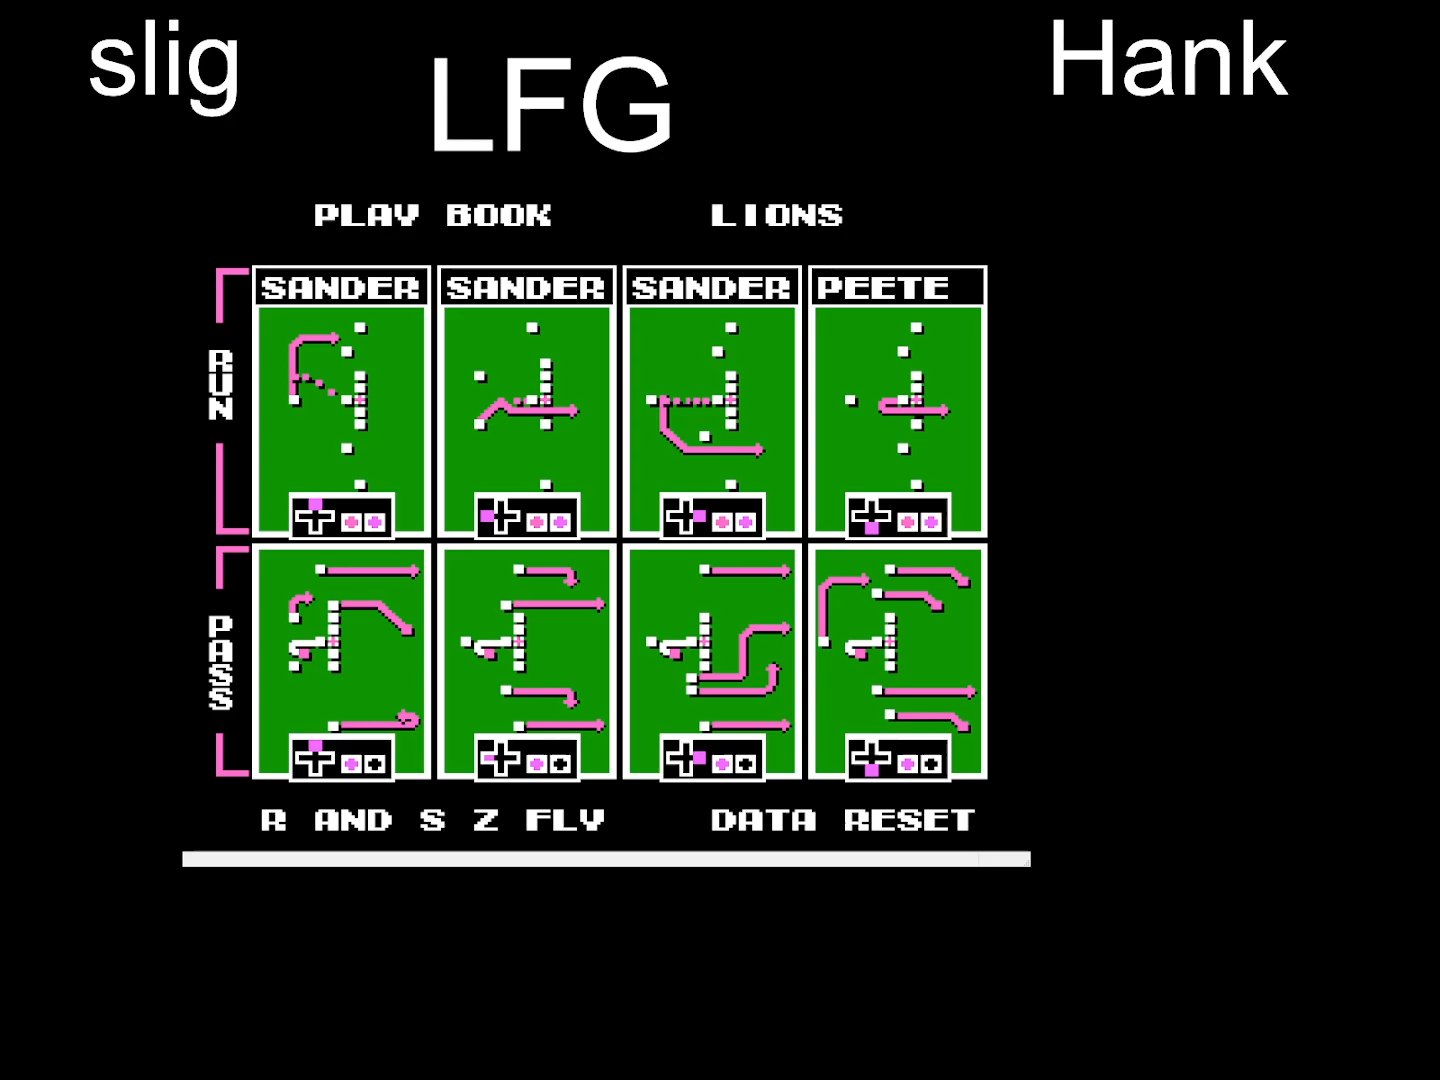 slig
Hank
LFG
PLAY BOOK LIONS
SANDER SANDER SANDER PEETE
RUN
PASS
R AND S Z FLY DATA RESET